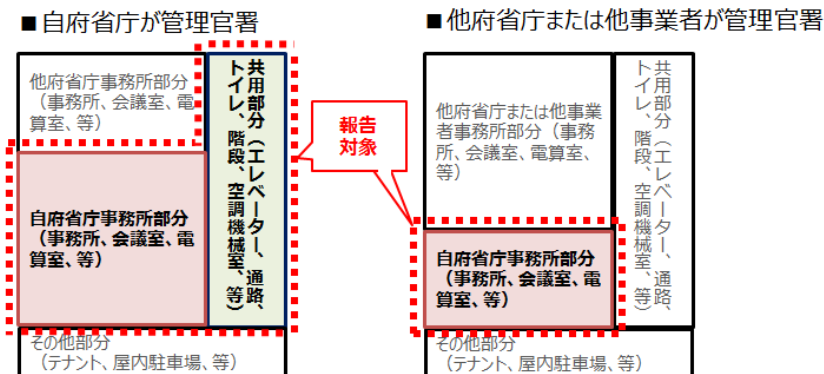 ■自府省庁が管理官署
他府省庁事務所部分
（事務所、会議室、電
算室、等）
共用部分（エレベーター、通路、
トイレ、階段、空調機械室、等）
自府省庁事務所部分
（事務所、会議室、電
算室、等）
その他部分
（テナント、屋内駐車場、等）
報告
対象
■他府省庁または他事業者が管理官署
他府省庁または他事業
者事務所部分（事務
所、会議室、電算室、
等）
共用部分（エレベーター、通路、
トイレ、階段、空調機械室、等）
自府省庁事務所部分
（事務所、会議室、電
算室、等）
その他部分
（テナント、屋内駐車場、等）